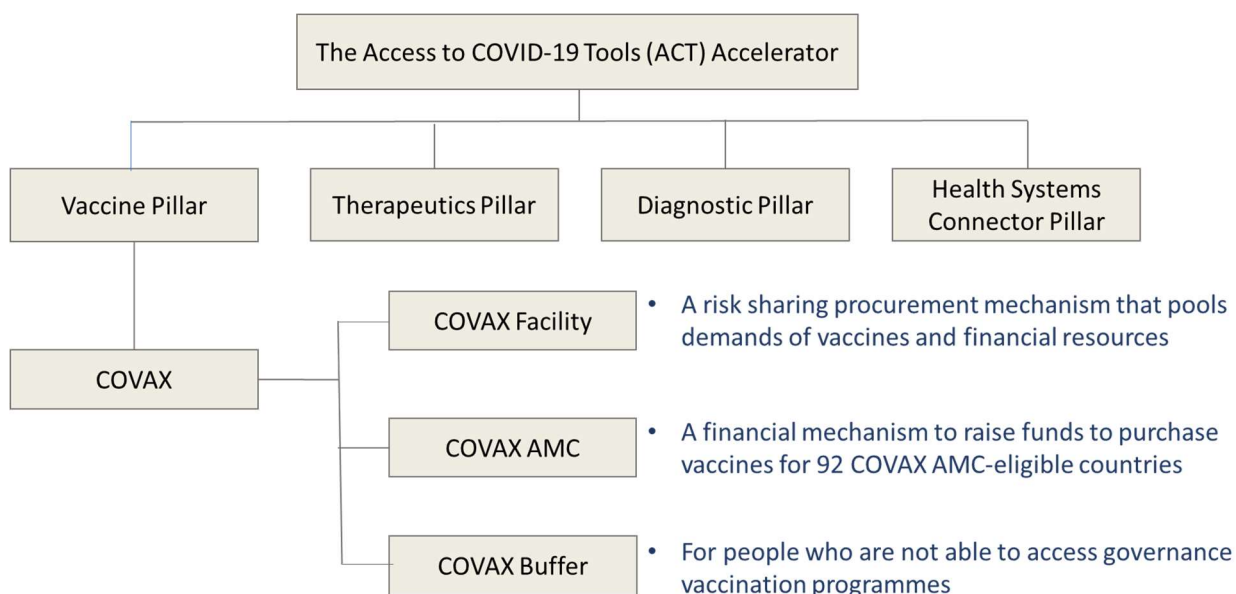 The Access to COVID-19 Tools (ACT) Accelerator
Vaccine Pillar
Therapeutics Pillar
Diagnostic Pillar
Health Systems
Connector Pillar
COVAX
COVAX Facility
• A risk sharing procurement mechanism that pools
demands of vaccines and financial resources
COVAX AMC
• A financial mechanism to raise funds to purchase
vaccines for 92 COVAX AMC-eligible countries
COVAX Buffer
• For people who are not able to access governance
vaccination programmes